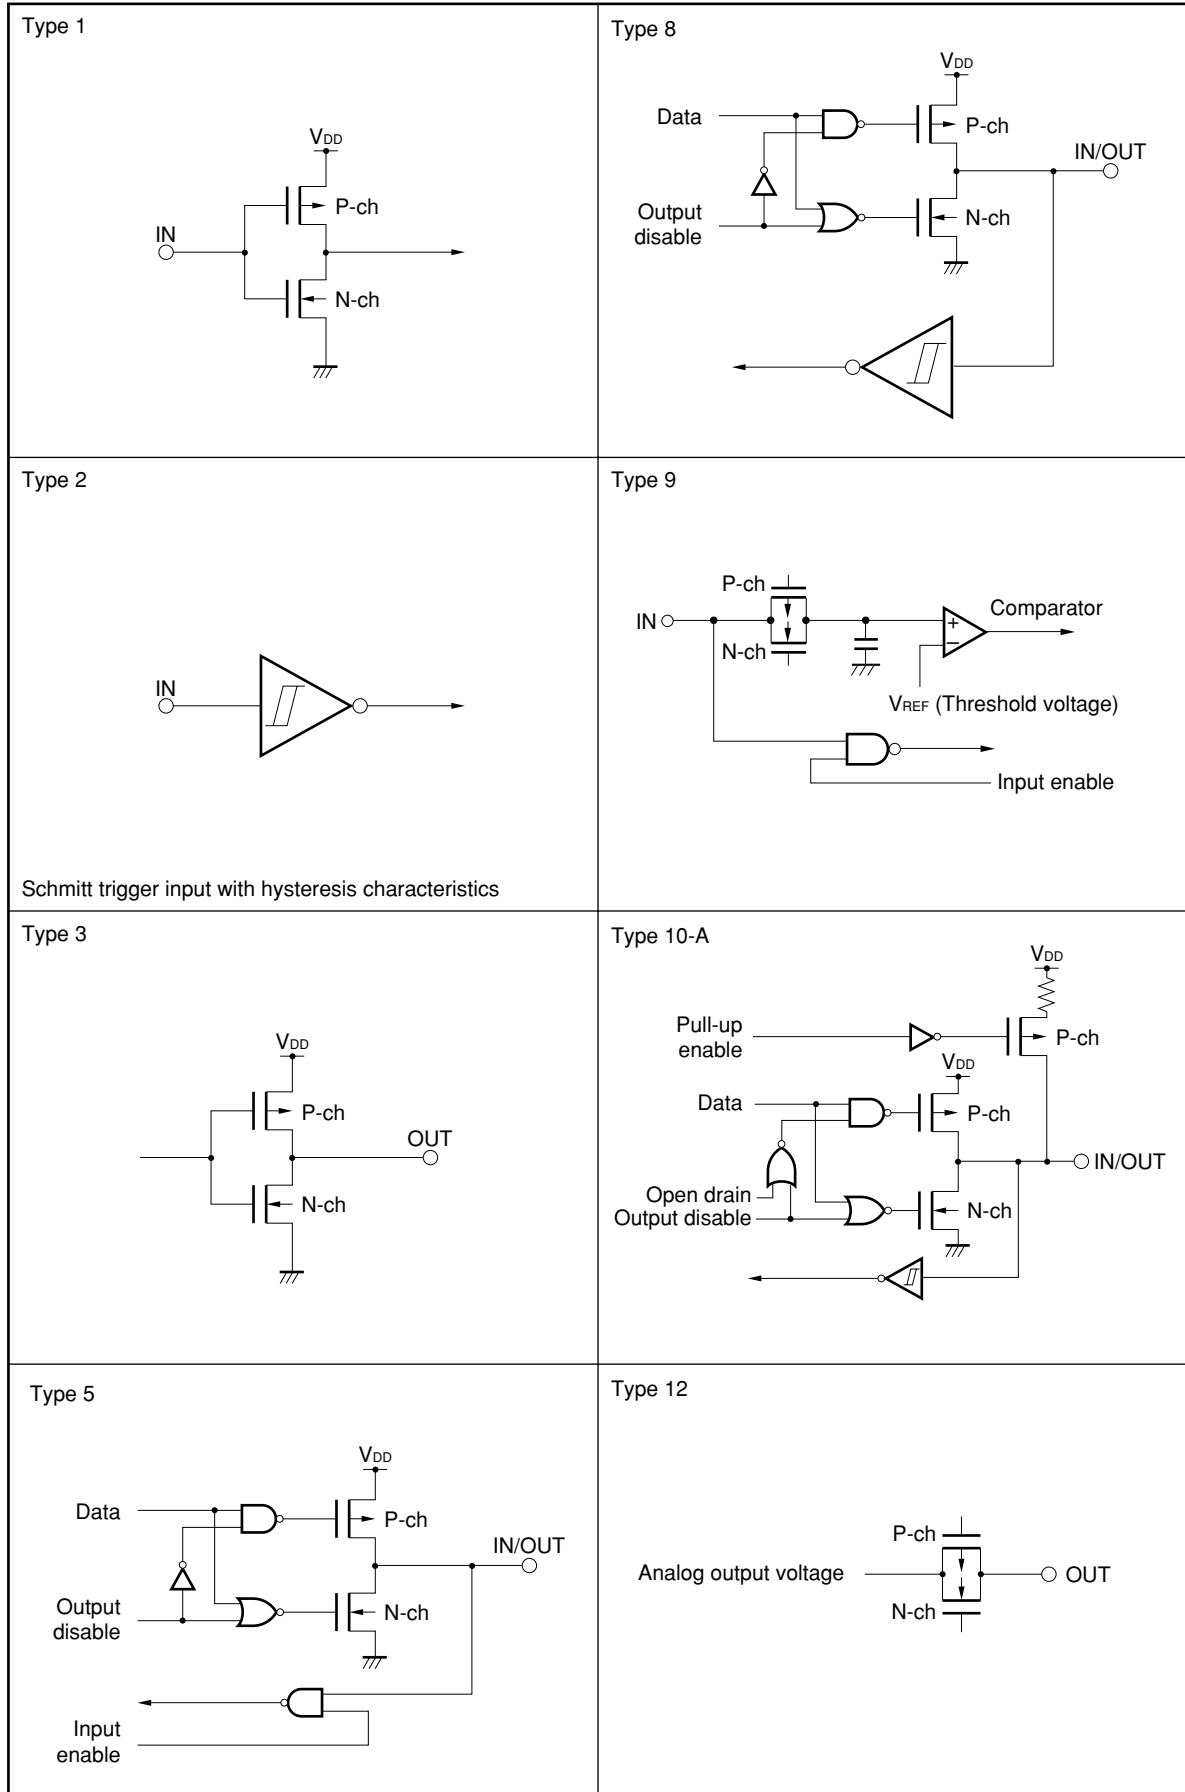 Type 1
VDD
P-ch
IN
N-ch
Type 8
VDD
Data
P-ch
IN/OUT
Output
disable
N-ch
Type 2
IN
Schmitt trigger input with hysteresis characteristics
Type 9
P-ch
IN
N-ch
+
−
Comparator
VREF (Threshold voltage)
Input enable
Type 3
VDD
P-ch
OUT
N-ch
Type 10-A
VDD
Pull-up
enable
P-ch
VDD
Data
P-ch
IN/OUT
Open drain
Output disable
N-ch
Type 5
VDD
Data
P-ch
IN/OUT
Output
disable
N-ch
Input
enable
Type 12
P-ch
Analog output voltage
OUT
N-ch